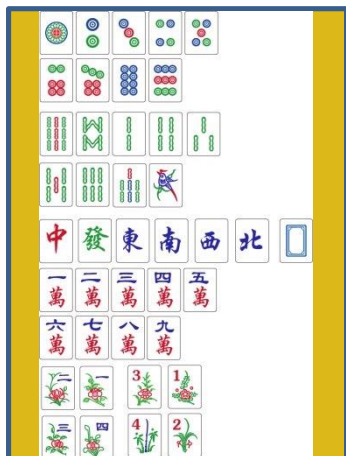 中 發 東 南 西 北
一 二 三 四 五
萬 萬 萬 萬 萬
六 七 八 九
萬 萬 萬 萬
二 一 3 1
三 四 4 2